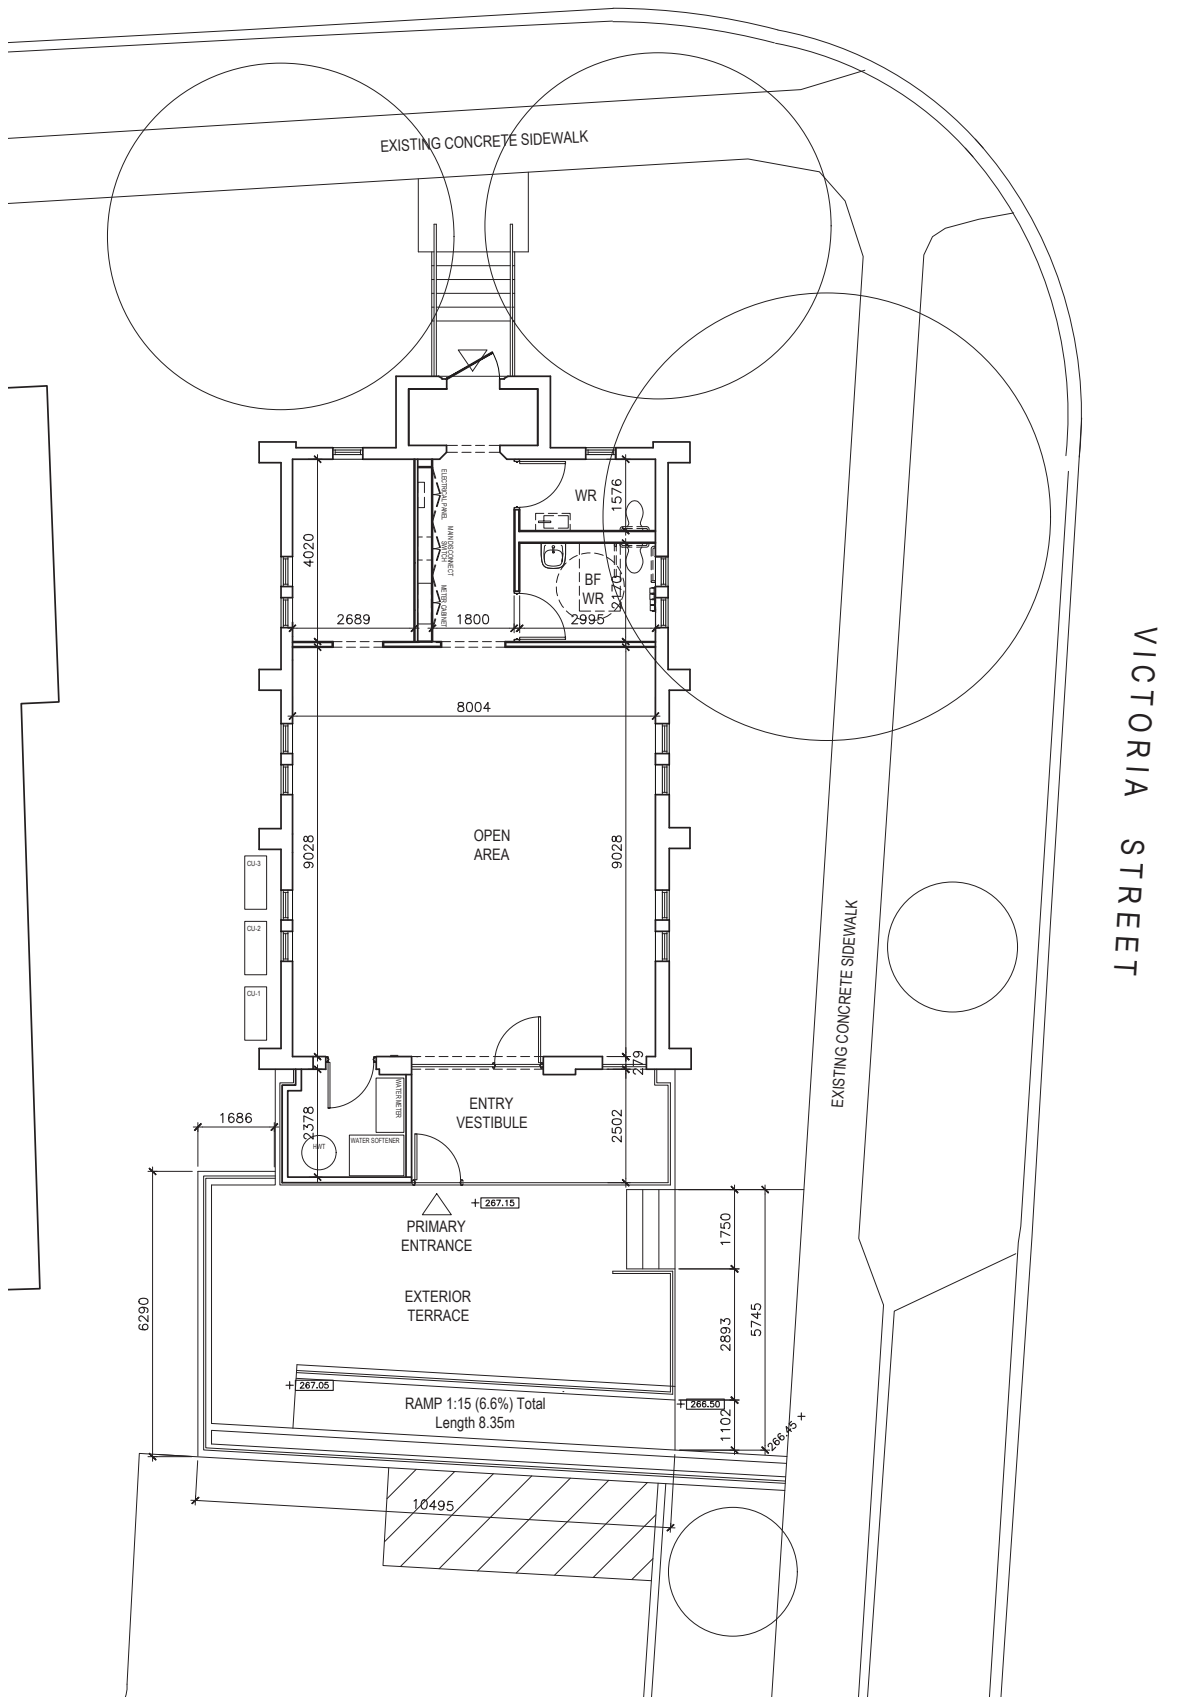 EXISTING CONCRETE SIDEWALK
ELECTRICAL PANEL
MAIN DISCONNECT
SWITCH
METER CABINET
WR
1576
4020
BF
WR
2170
2689
1800
2995
VICTORIA STREET
8004
OPEN
AREA
9028
9028
CU-3
CU-2
CU-1
EXISTING CONCRETE SIDEWALK
279
WATER METER
ENTRY
VESTIBULE
1686
2378
2502
HWT
WATER SOFTENER
267.15
PRIMARY
ENTRANCE
1750
EXTERIOR
TERRACE
6290
2893
5745
267.05
RAMP 1:15 (6.6%) Total
Length 8.35m
266.50
1102
266.45
10495